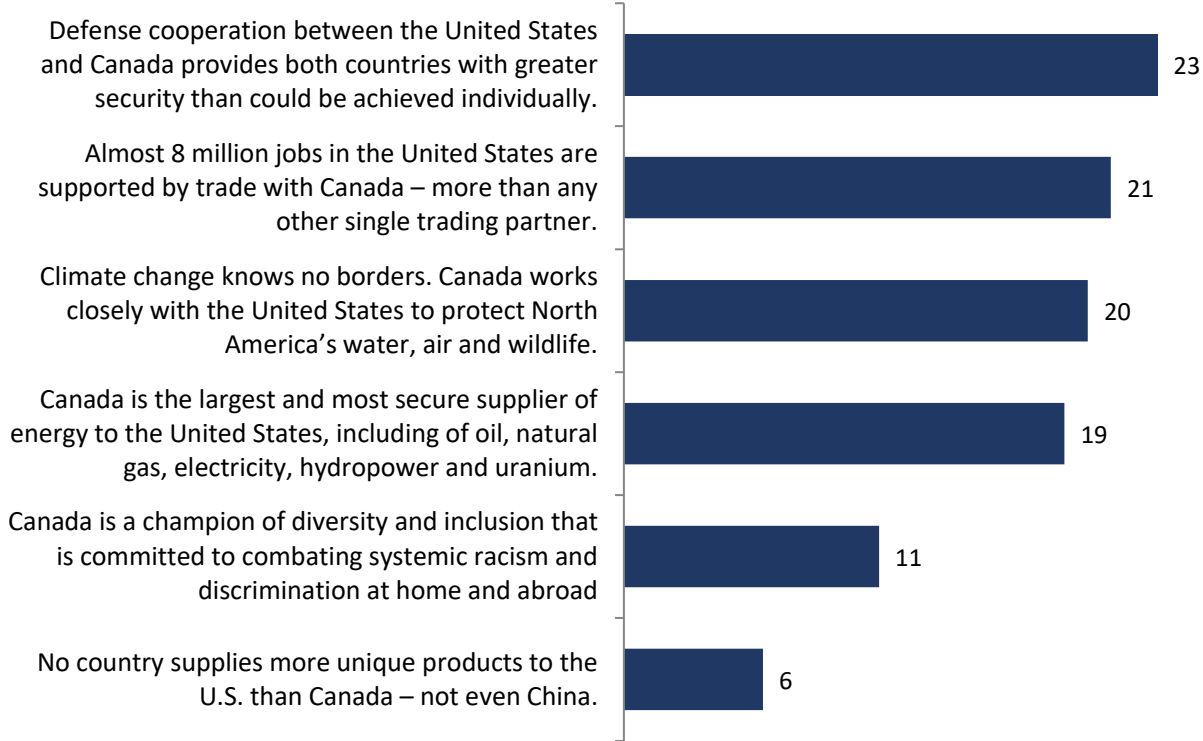 Defense cooperation between the United States
and Canada provides both countries with greater
security than could be achieved individually.
23
Almost 8 million jobs in the United States are
supported by trade with Canada – more than any
other single trading partner.
21
Climate change knows no borders. Canada works
closely with the United States to protect North
America’s water, air and wildlife.
20
Canada is the largest and most secure supplier of
energy to the United States, including of oil, natural
gas, electricity, hydropower and uranium.
19
Canada is a champion of diversity and inclusion that
is committed to combating systemic racism and
discrimination at home and abroad
11
No country supplies more unique products to the
U.S. than Canada – not even China.
6